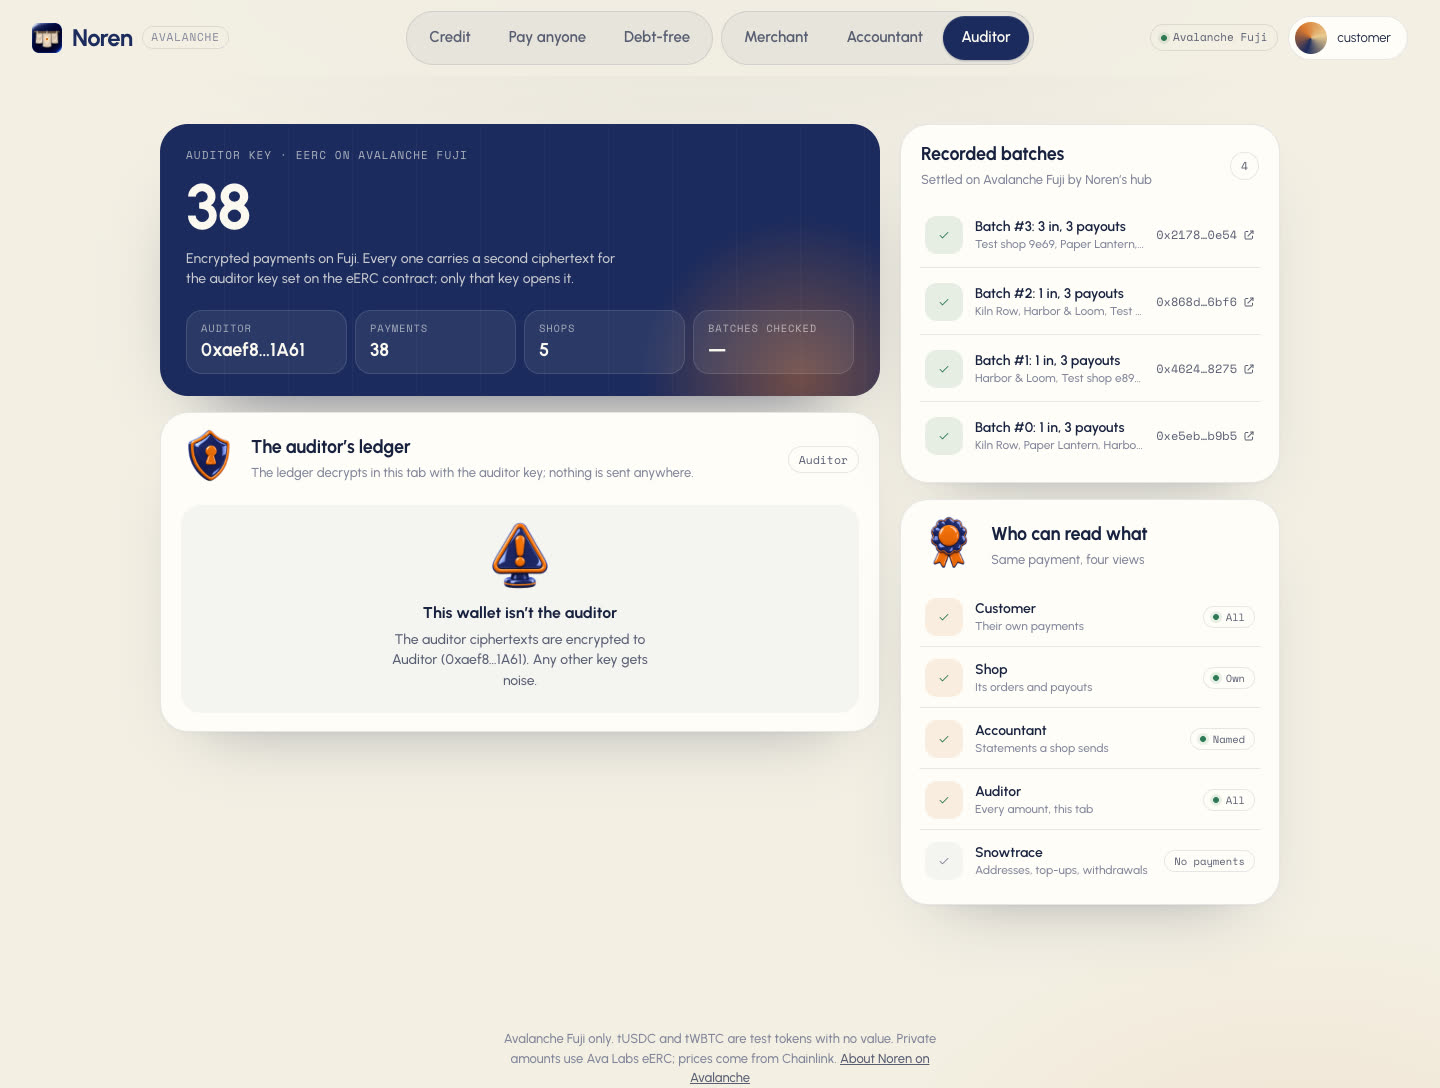 Noren
AVALANCHE
Credit
Pay anyone
Debt-free
Merchant
Accountant
Auditor
Avalanche Fuji
customer
AUDITOR KEY · EERC ON AVALANCHE FUJI
38
Encrypted payments on Fuji. Every one carries a second ciphertext for
the auditor key set on the eERC contract; only that key opens it.
AUDITOR
0xaef8…1A61
PAYMENTS
38
SHOPS
5
BATCHES CHECKED
—
The auditor’s ledger
The ledger decrypts in this tab with the auditor key; nothing is sent anywhere.
Auditor
This wallet isn’t the auditor
The auditor ciphertexts are encrypted to
Auditor (0xaef8…1A61). Any other key gets
noise.
Recorded batches
Settled on Avalanche Fuji by Noren’s hub
4
Batch #3: 3 in, 3 payouts
Test shop 9e69, Paper Lantern,…
0x2178…0e54
Batch #2: 1 in, 3 payouts
Kiln Row, Harbor & Loom, Test …
0x868d…6bf6
Batch #1: 1 in, 3 payouts
Harbor & Loom, Test shop e89…
0x4624…8275
Batch #0: 1 in, 3 payouts
Kiln Row, Paper Lantern, Harbo…
0xe5eb…b9b5
Who can read what
Same payment, four views
Customer
Their own payments
All
Shop
Its orders and payouts
Own
Accountant
Statements a shop sends
Named
Auditor
Every amount, this tab
All
Snowtrace
Addresses, top-ups, withdrawals
No payments
Avalanche Fuji only. tUSDC and tWBTC are test tokens with no value. Private
amounts use Ava Labs eERC; prices come from Chainlink. About Noren on
Avalanche